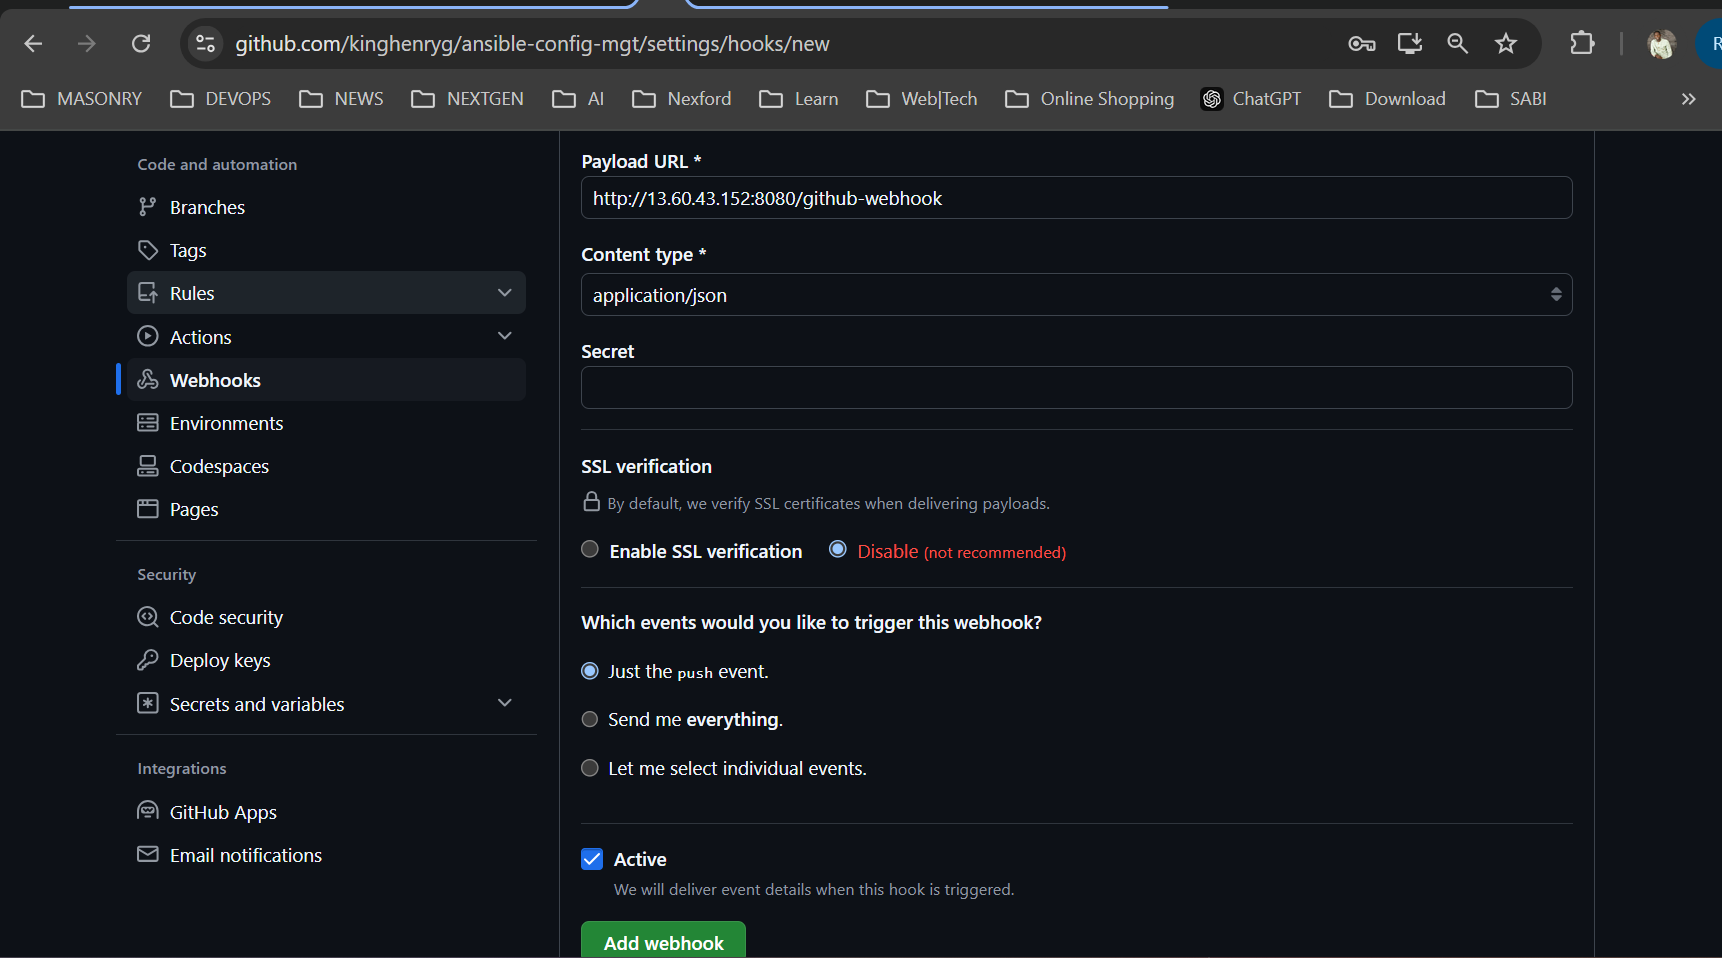 github.com/kinghenryg/ansible-config-mgt/settings/hooks/new
R
MASONRY DEVOPS NEWS NEXTGEN AI Nexford Learn Web|Tech Online Shopping ChatGPT Download SABI
Code and automation
Branches
Tags
Rules
Actions
Webhooks
Environments
Codespaces
Pages
Security
Code security
Deploy keys
Secrets and variables
Integrations
GitHub Apps
Email notifications
Payload URL *
http://13.60.43.152:8080/github-webhook
Content type *
application/json
Secret
SSL verification
By default, we verify SSL certificates when delivering payloads.
Enable SSL verification Disable (not recommended)
Which events would you like to trigger this webhook?
Just the push event.
Send me everything.
Let me select individual events.
Active
We will deliver event details when this hook is triggered.
Add webhook